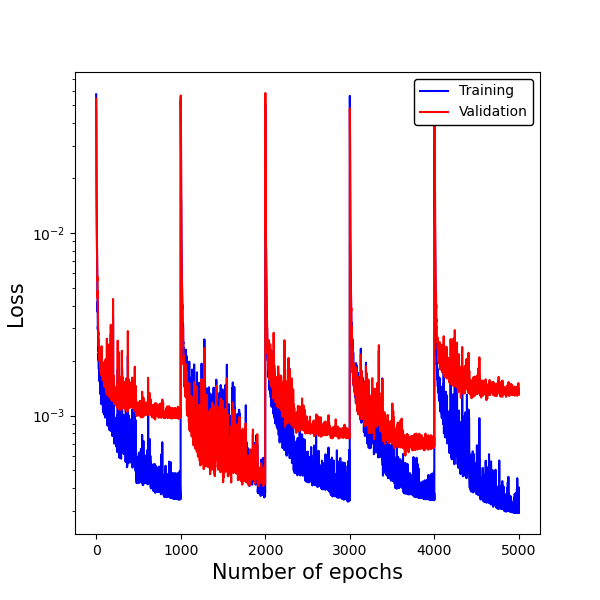 Training
Validation
Loss
10⁻²
10⁻³
0 1000 2000 3000 4000 5000
Number of epochs